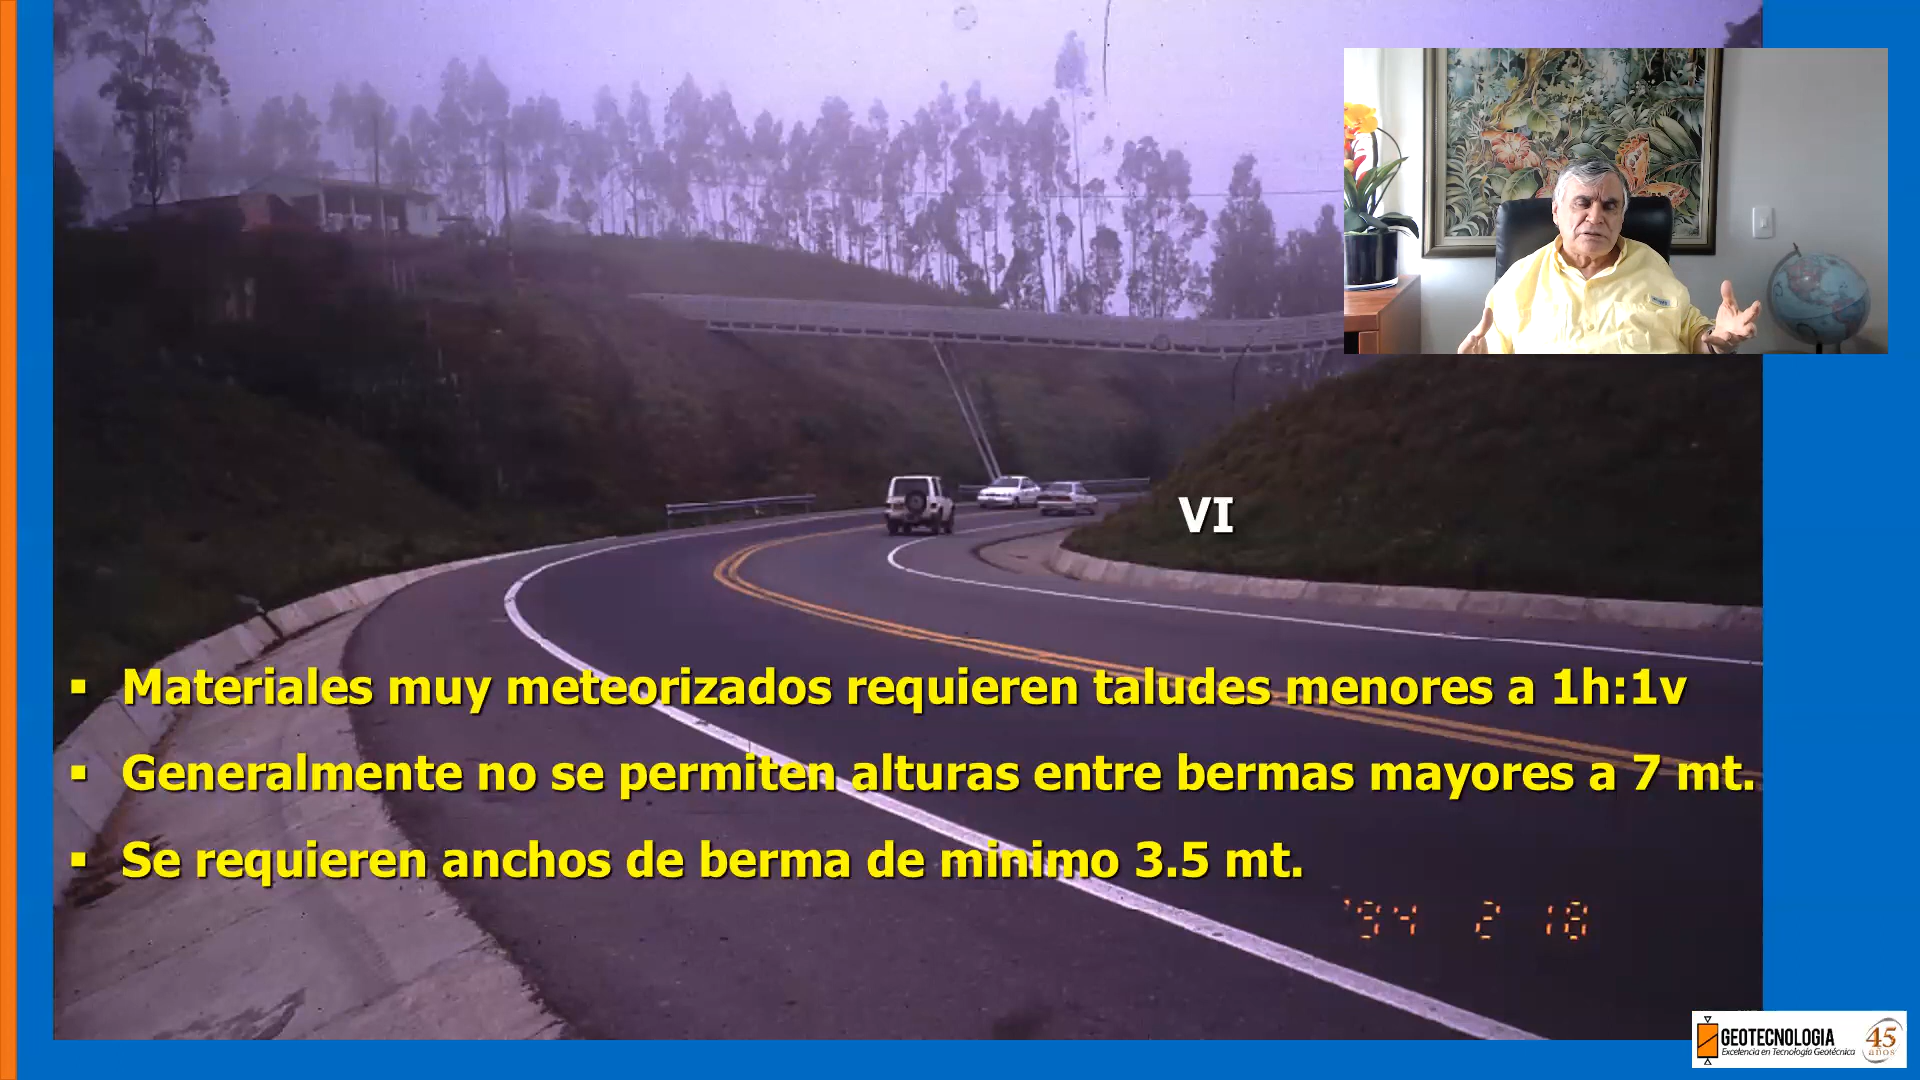 VI
▪ Materiales muy meteorizados requieren taludes menores a 1h:1v
▪ Generalmente no se permiten alturas entre bermas mayores a 7 mt.
▪ Se requieren anchos de berma de minimo 3.5 mt.
'94 2 18
GEOTECNOLOGIA
Excelencia en Tecnología Geotécnica
45
años